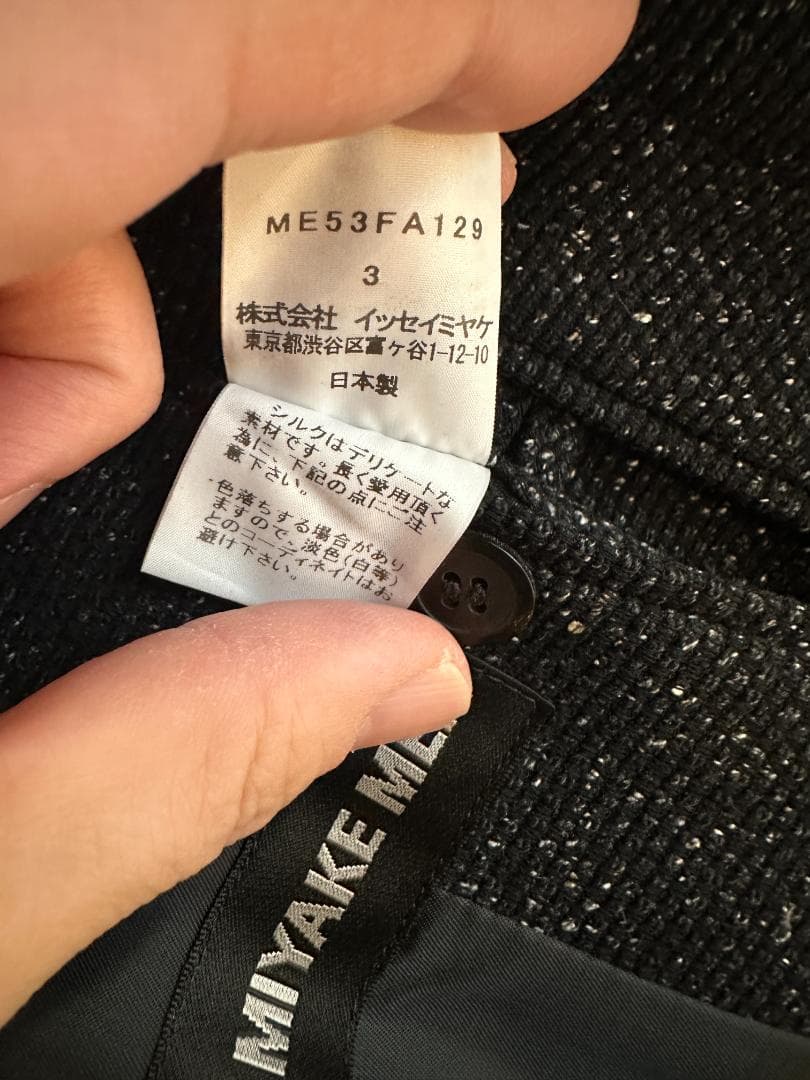 ME53FA129
3
株式会社 イッセイミヤケ
東京都渋谷区富ヶ谷1-12-10
日本製
シルクはデリケートな
素材です。長く愛用頂く
為に、下記の点にご注
意下さい。
・色落ちする場合があり
ますので、淡色(白等)
とのコーディネイトはお
避け下さい。
MIYAKE ME